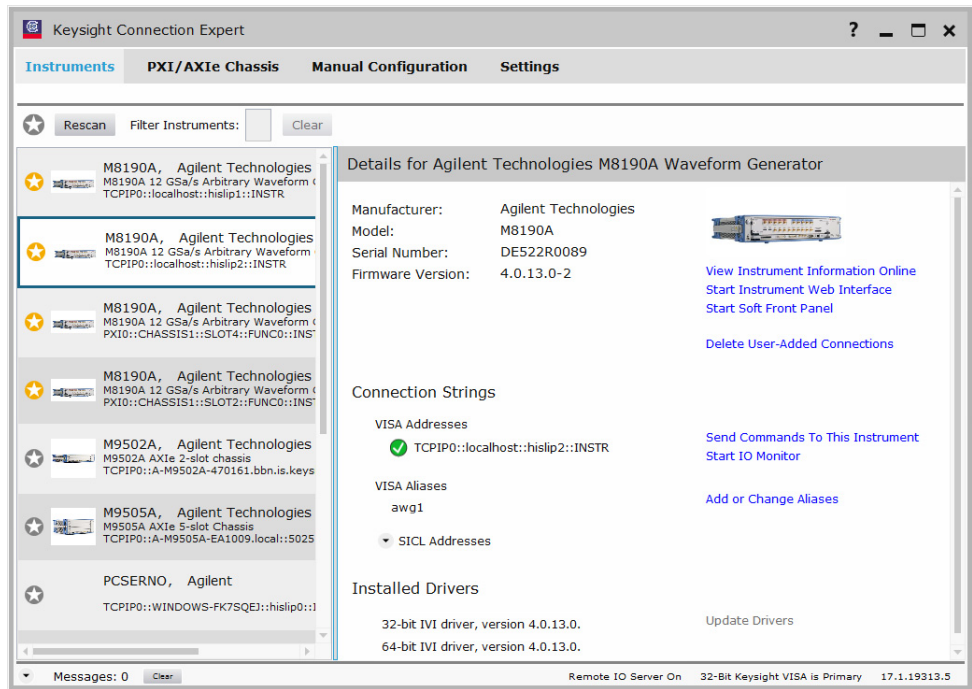 Keysight Connection Expert
?
Instruments PXI/AXIe Chassis Manual Configuration Settings
Rescan Filter Instruments: Clear
M8190A, Agilent Technologies
M8190A 12 GSa/s Arbitrary Waveform
TCPIP0::localhost::hislip1::INSTR
M8190A, Agilent Technologies
M8190A 12 GSa/s Arbitrary Waveform
TCPIP0::localhost::hislip2::INSTR
M8190A, Agilent Technologies
M8190A 12 GSa/s Arbitrary Waveform
PXI0::CHASSIS1::SLOT4::FUNC0::INS
M8190A, Agilent Technologies
M8190A 12 GSa/s Arbitrary Waveform
PXI0::CHASSIS1::SLOT2::FUNC0::INS
M9502A, Agilent Technologies
M9502A AXIe 2-slot chassis
TCPIP0::A-M9502A-470161.bbn.is.keys
M9505A, Agilent Technologies
M9505A AXIe 5-slot Chassis
TCPIP0::A-M9505A-EA1009.local::5025
PCSERNO, Agilent
TCPIP0::WINDOWS-FK7SQEJ::hislip0::I
Details for Agilent Technologies M8190A Waveform Generator
Manufacturer: Agilent Technologies
Model: M8190A
Serial Number: DE522R0089
Firmware Version: 4.0.13.0-2
View Instrument Information Online
Start Instrument Web Interface
Start Soft Front Panel
Delete User-Added Connections
Connection Strings
VISA Addresses
TCPIP0::localhost::hislip2::INSTR
Send Commands To This Instrument
Start IO Monitor
VISA Aliases
awg1
Add or Change Aliases
SICL Addresses
Installed Drivers
32-bit IVI driver, version 4.0.13.0.
64-bit IVI driver, version 4.0.13.0.
Update Drivers
Messages: 0 Clear Remote IO Server On 32-Bit Keysight VISA is Primary 17.1.19313.5